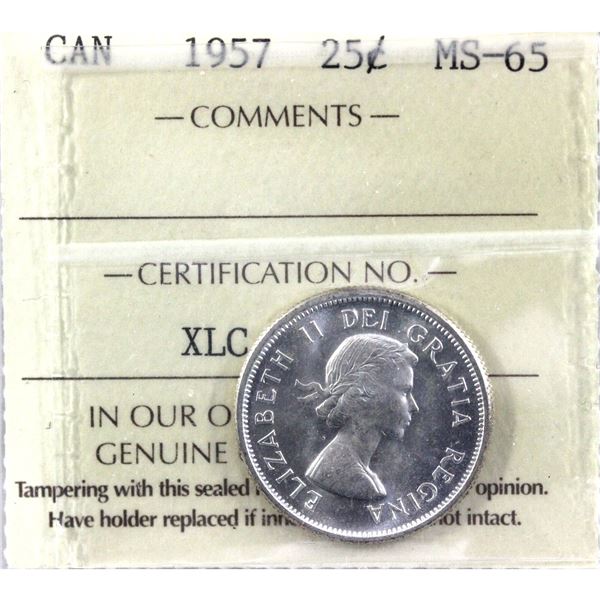 CAN 1957 25¢ MS-65
— COMMENTS —
— CERTIFICATION NO. —
XLC
IN OUR O
GENUINE
Tampering with this sealed opinion.
Have holder replaced if inn not intact.
ELIZABETH II DEI GRATIA REGINA